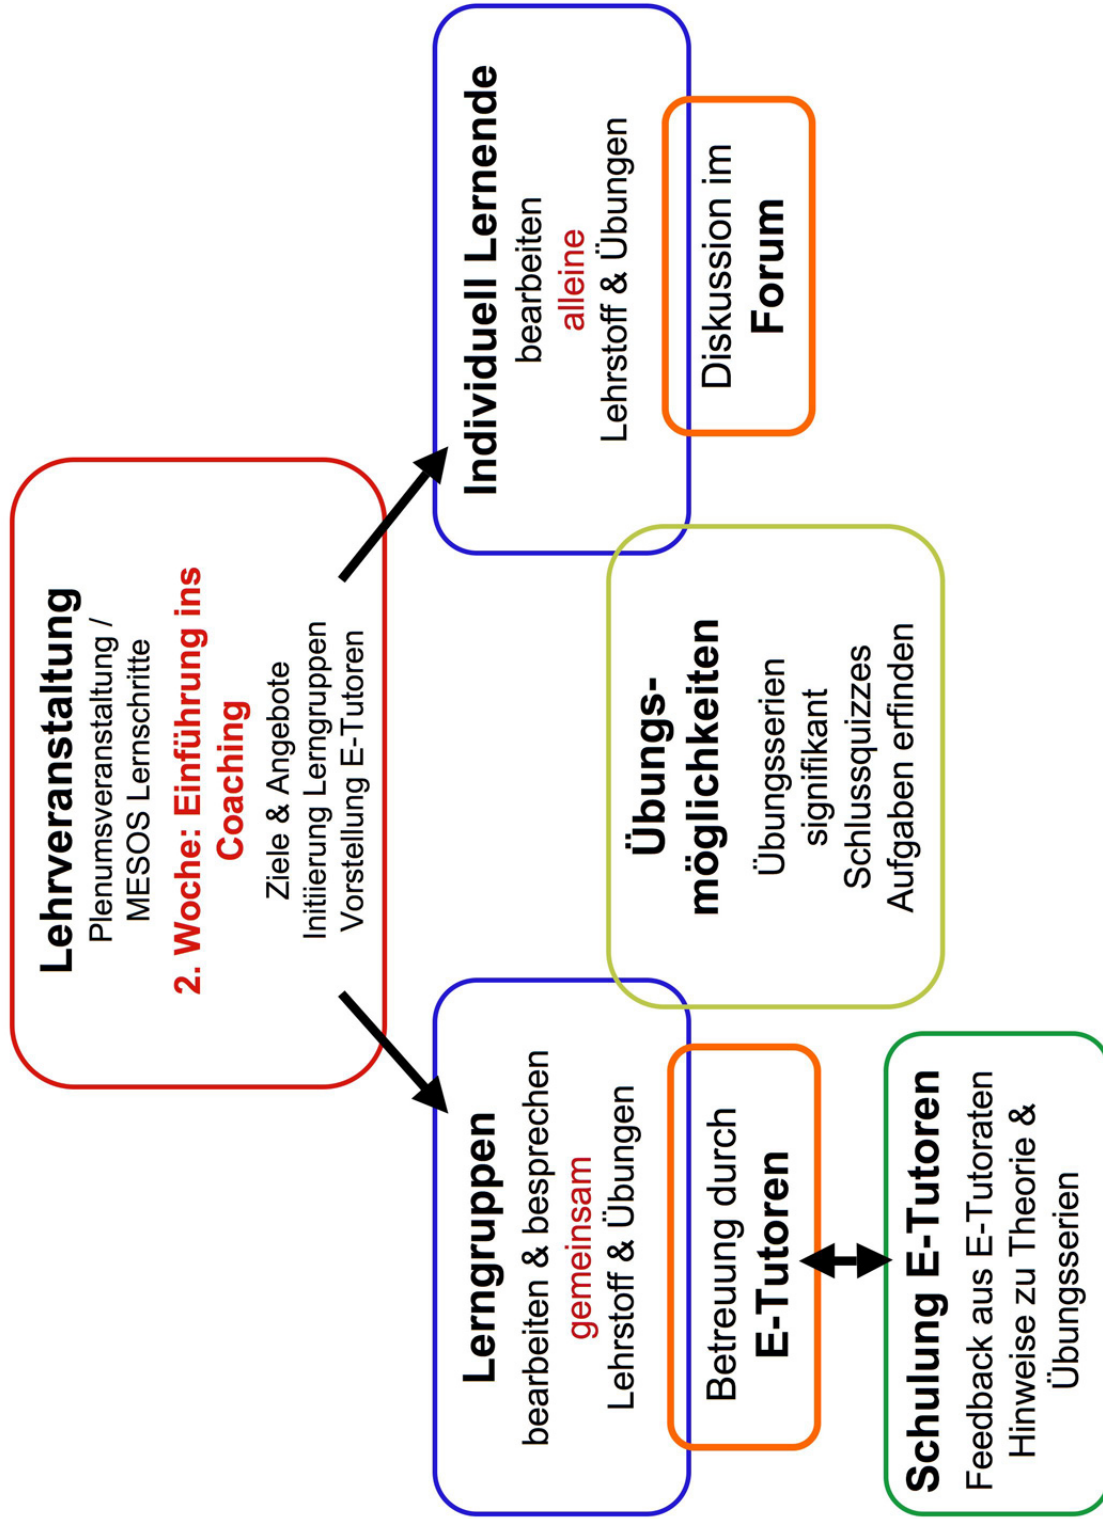 Lehrveranstaltung
Plenumsveranstaltung /
MESOS Lernschritte
2. Woche: Einführung ins
Coaching
Ziele & Angebote
Initiierung Lerngruppen
Vorstellung E-Tutoren
Lerngruppen
bearbeiten & besprechen
gemeinsam
Lehrstoff & Übungen
Betreuung durch
E-Tutoren
Schulung E-Tutoren
Feedback aus E-Tutoraten
Hinweise zu Theorie &
Übungsserien
Übungs-
möglichkeiten
Übungsserien
signifikant
Schlussquizzes
Aufgaben erfinden
Individuell Lernende
bearbeiten
alleine
Lehrstoff & Übungen
Diskussion im
Forum